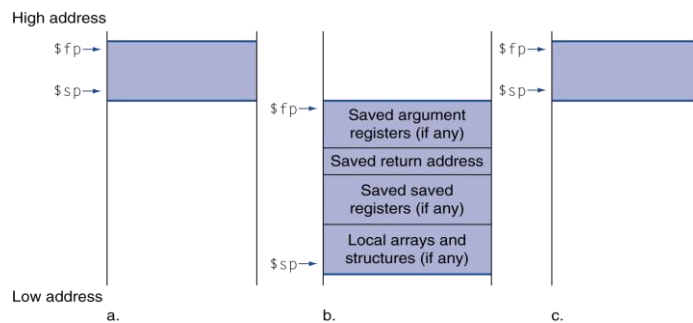 High address
$fp
$sp
$fp
Saved argument
registers (if any)
Saved return address
Saved saved
registers (if any)
Local arrays and
structures (if any)
$sp
$fp
$sp
Low address
a.
b.
c.